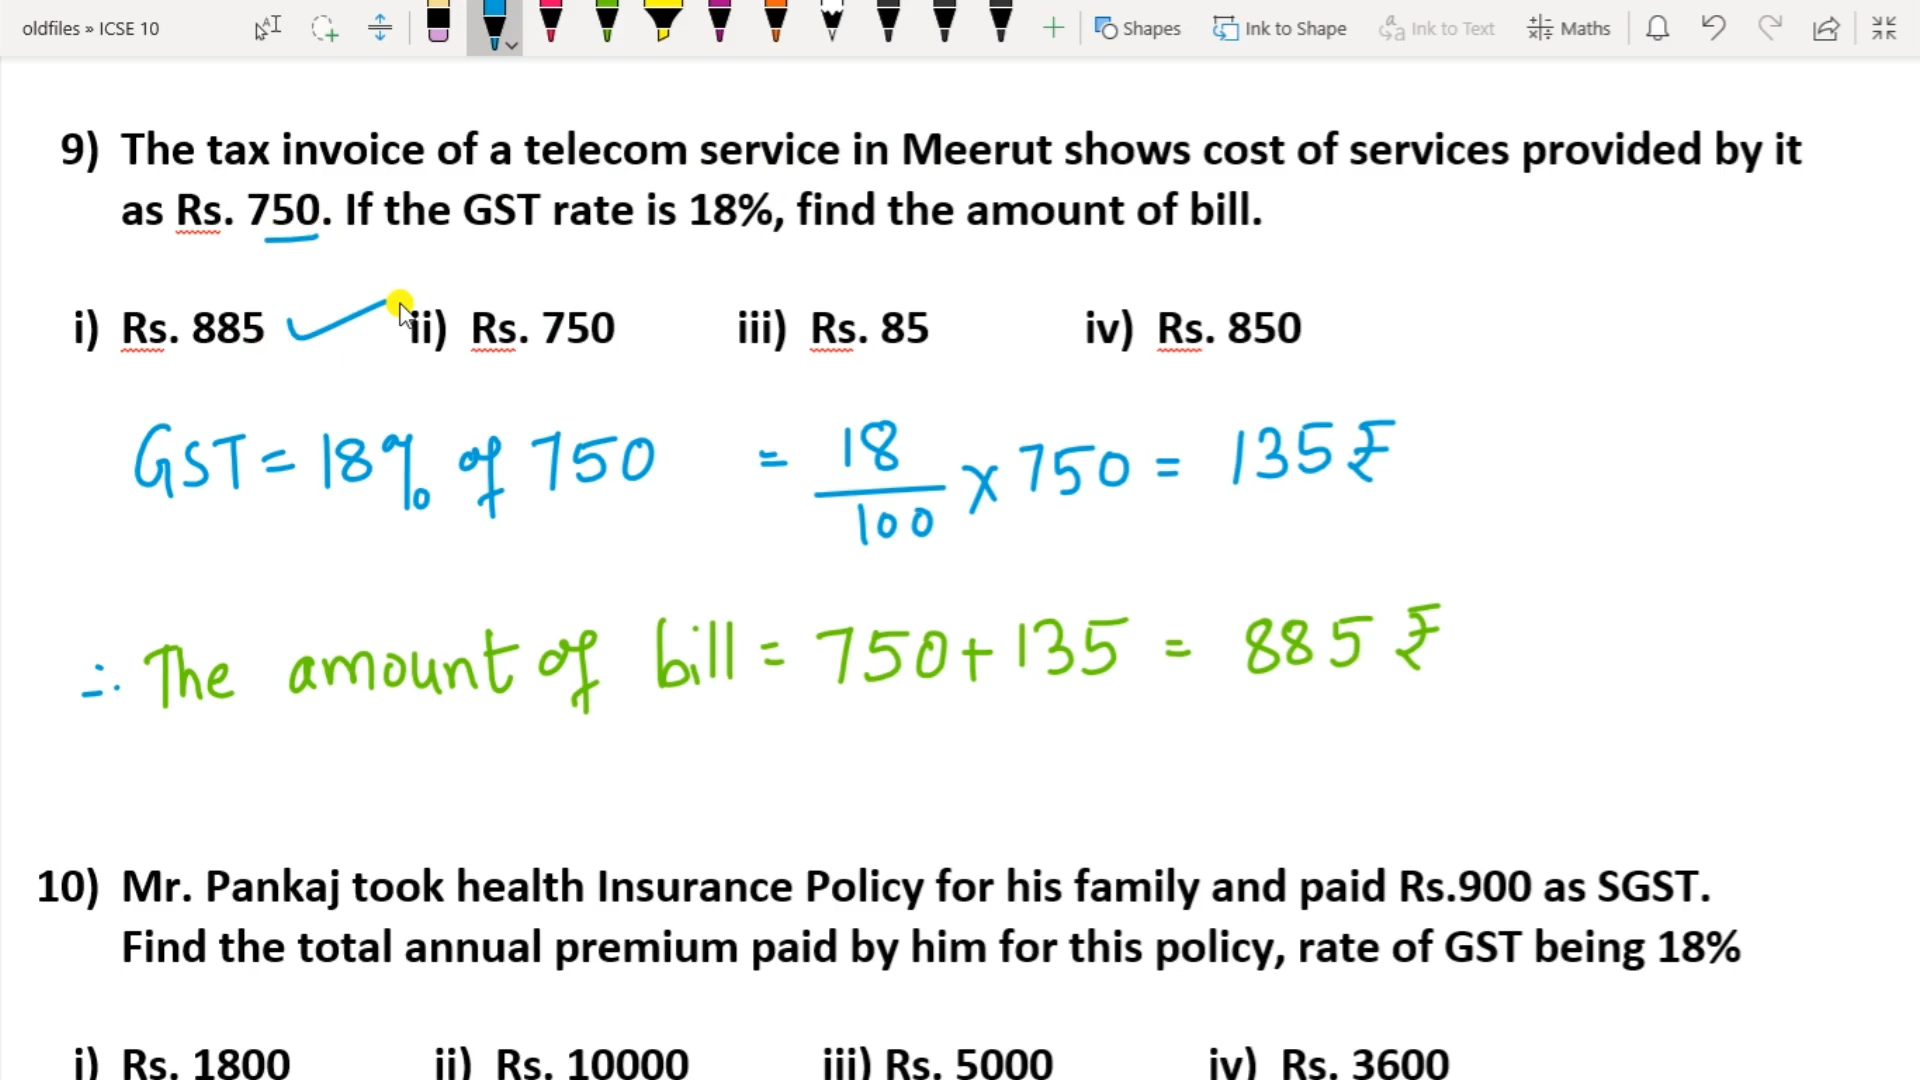 oldfiles » ICSE 10
Shapes Ink to Shape Ink to Text Maths
9) The tax invoice of a telecom service in Meerut shows cost of services provided by it
as Rs. 750. If the GST rate is 18%, find the amount of bill.
i) Rs. 885 ii) Rs. 750 iii) Rs. 85 iv) Rs. 850
GST = 18% of 750 = 18/100 x 750 = 135 ₹
∴ The amount of bill = 750 + 135 = 885 ₹
10) Mr. Pankaj took health Insurance Policy for his family and paid Rs.900 as SGST.
Find the total annual premium paid by him for this policy, rate of GST being 18%
i) Rs. 1800 ii) Rs. 10000 iii) Rs. 5000 iv) Rs. 3600